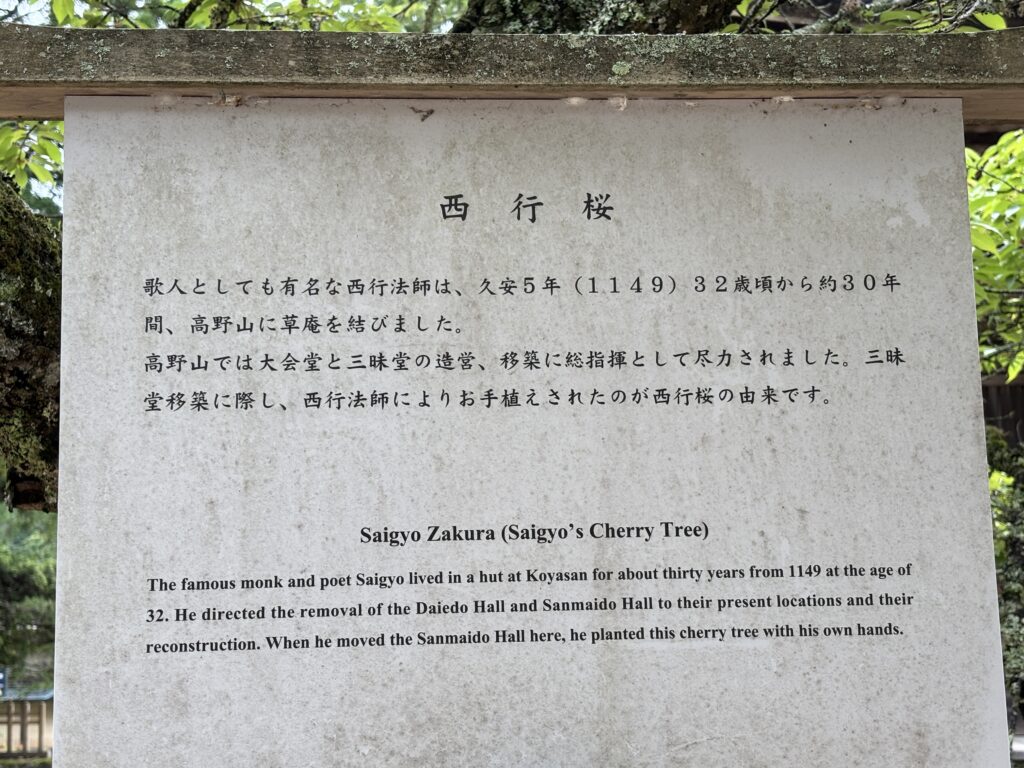 西行桜
歌人としても有名な西行法師は、久安5年（1149）32歳頃から約30年
間、高野山に草庵を結びました。
高野山では大会堂と三昧堂の造営、移築に総指揮として尽力されました。三昧
堂移築に際し、西行法師によりお手植えされたのが西行桜の由来です。
Saigyo Zakura (Saigyo's Cherry Tree)
The famous monk and poet Saigyo lived in a hut at Koyasan for about thirty years from 1149 at the age of
32. He directed the removal of the Daiedo Hall and Sanmaido Hall to their present locations and their
reconstruction. When he moved the Sanmaido Hall here, he planted this cherry tree with his own hands.